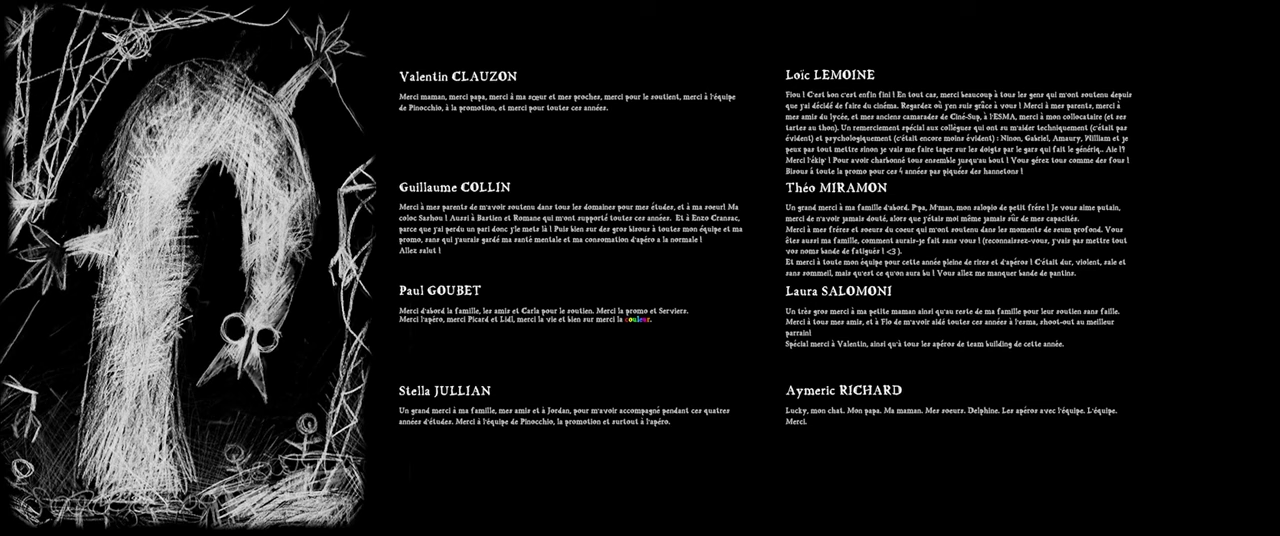 Valentin CLAUZON
Merci maman, merci papa, merci à ma sœur et mes proches, merci pour le soutient, merci à l'équipe
de Pinocchio, à la promotion, et merci pour toutes ces années.
Guillaume COLLIN
Merci à mes parents de m'avoir soutenu dans tous les domaines pour mes études, et à ma soeur! Ma
coloc Sarhou ! Aussi à Bastien et Romane qui m'ont supporté toutes ces années. Et à Enzo Cransac,
parce que j'ai perdu un pari donc j'le mets là ! Puis bien sur des gros bisous à toutes mon équipe et ma
promo, sans qui j'aurais gardé ma santé mentale et ma consomation d'apéro a la normale !
Allez salut !
Paul GOUBET
Merci d'abord la famille, les amis et Carla pour le soutien. Merci la promo et Serviers.
Merci l'apéro, merci Picard et Lidl, merci la vie et bien sur merci la couleur.
Stella JULLIAN
Un grand merci à ma famille, mes amis et à Jordan, pour m'avoir accompagné pendant ces quatres
années d'études. Merci à l'équipe de Pinocchio, la promotion et surtout à l'apéro.
Loïc LEMOINE
Fiou ! C'est bon c'est enfin fini ! En tout cas, merci beaucoup à tous les gens qui m'ont soutenu depuis
que j'ai décidé de faire du cinéma. Regardez où j'en suis grâce à vous ! Merci à mes parents, merci à
mes amis du lycée, et mes anciens camarades de Ciné-Sup, à l'ESMA, merci à mon collocataire (et ses
tartes au thon). Un remerciement spécial aux collègues qui ont su m'aider techniquement (c'était pas
évident) et psychologiquement (c'était encore moins évident) : Ninon, Gabriel, Amaury, William et je
peux pas tout mettre sinon je vais me faire taper sur les doigts par le gars qui fait le génériq.. Aie !?
Merci l'ékip' ! Pour avoir charbonné tous ensemble jusqu'au bout ! Vous gérez tous comme des fous !
Bisous à toute la promo pour ces 4 années pas piquées des hannetons !
Théo MIRAMON
Un grand merci à ma famille d'abord. P'pa, M'man, mon salopio de petit frère ! Je vous aime putain,
merci de n'avoir jamais douté, alors que j'étais moi même jamais sûr de mes capacités.
Merci à mes frères et soeurs du coeur qui m'ont soutenu dans les moments de seum profond. Vous
êtes aussi ma famille, comment aurais-je fait sans vous ! (reconnaissez-vous, j'vais pas mettre tout
vos noms bande de fatigués ! <3 ).
Et merci à toute mon équipe pour cette année pleine de rires et d'apéros ! C'était dur, violent, sale et
sans sommeil, mais qu'est ce qu'on aura bu ! Vous allez me manquer bande de pantins.
Laura SALOMONI
Un très gros merci à ma petite maman ainsi qu'au reste de ma famille pour leur soutien sans faille.
Merci à tous mes amis, et à Flo de m'avoir aidé toutes ces années à l'esma, shoot-out au meilleur
parrain!
Spécial merci à Valentin, ainsi qu'à tous les apéros de team building de cette année.
Aymeric RICHARD
Lucky, mon chat. Mon papa. Ma maman. Mes soeurs. Delphine. Les apéros avec l'équipe. L'équipe.
Merci.